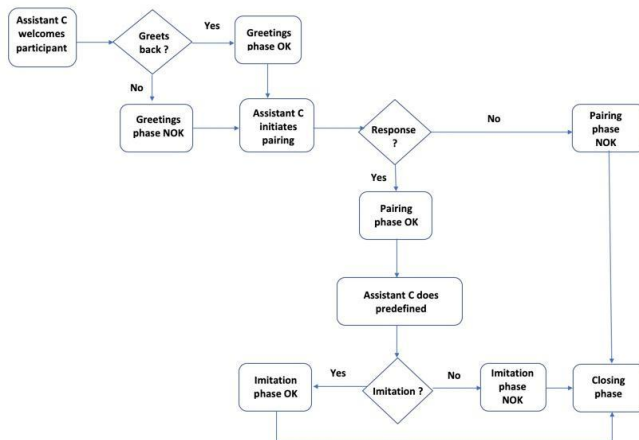 Assistant C
welcomes
participant
Greets
back ?
Yes
Greetings
phase OK
No
Greetings
phase NOK
Assistant C
initiates
pairing
Response
?
No
Pairing
phase
NOK
Yes
Pairing
phase OK
Assistant C does
predefined
Imitation ?
Yes
Imitation
phase OK
No
Imitation
phase
NOK
Closing
phase